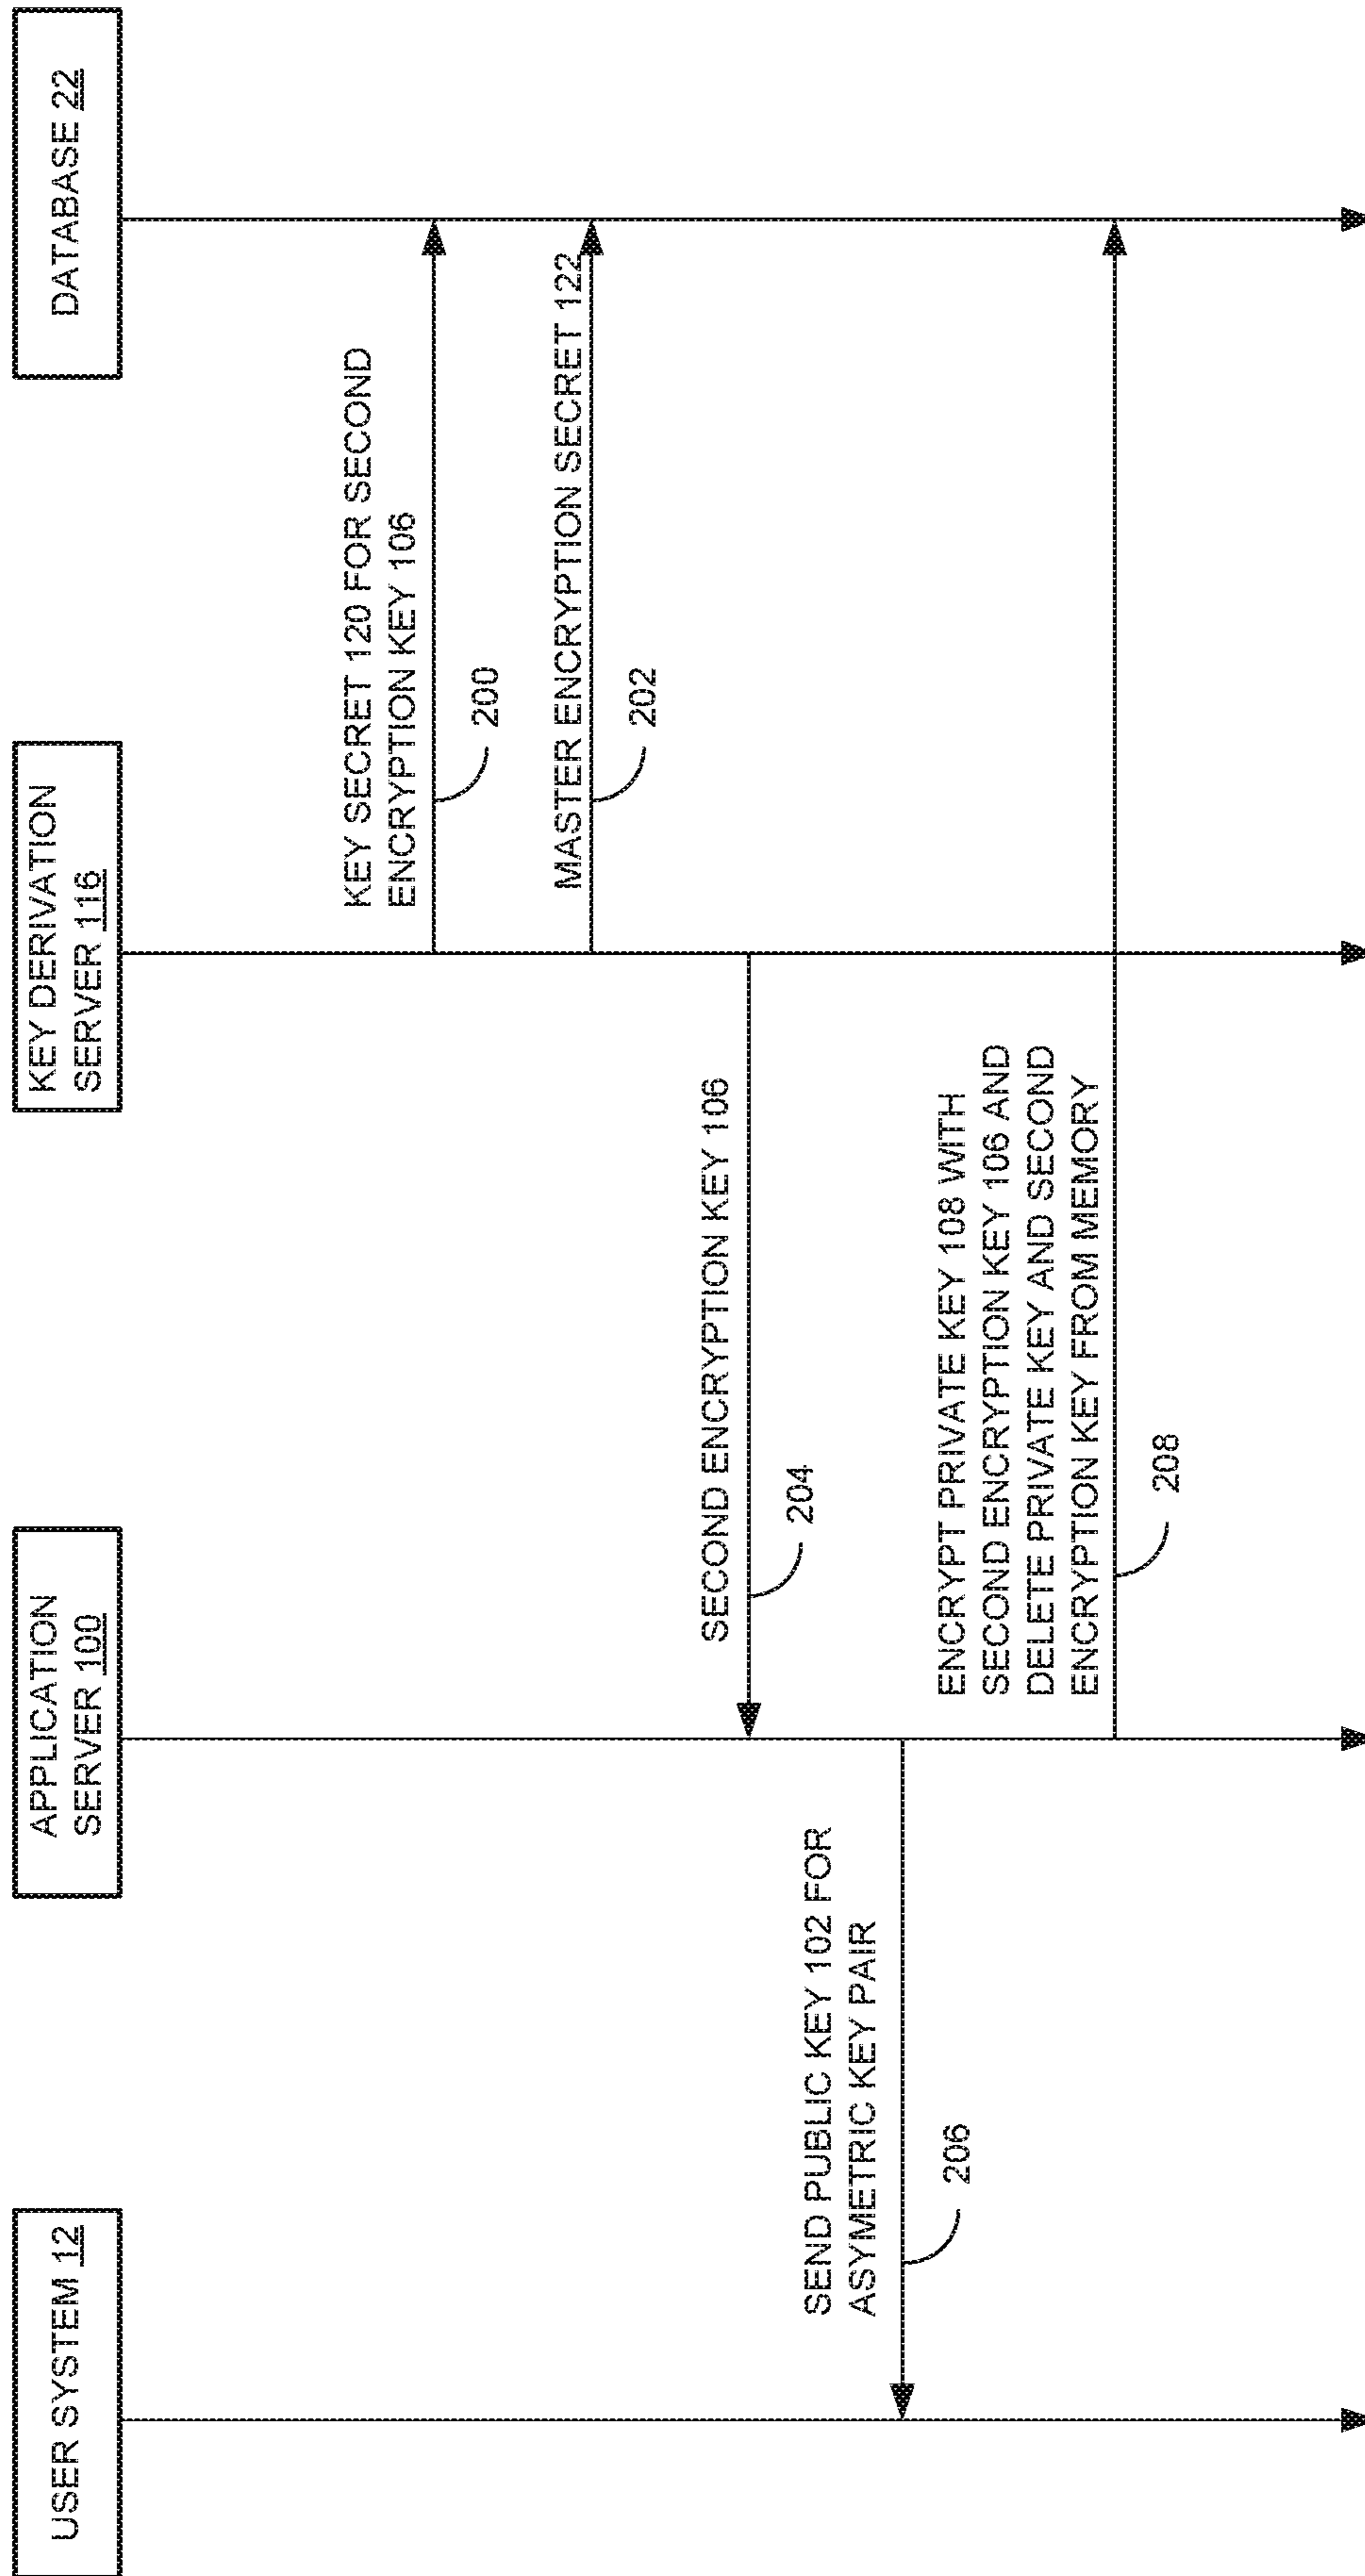 USER SYSTEM 12
APPLICATION
SERVER 100
KEY DERIVATION
SERVER 116
DATABASE 22
KEY SECRET 120 FOR SECOND
ENCRYPTION KEY 106
200
MASTER ENCRYPTION SECRET 122
202
SECOND ENCRYPTION KEY 106
204
SEND PUBLIC KEY 102 FOR
ASYMETRIC KEY PAIR
206
ENCRYPT PRIVATE KEY 108 WITH
SECOND ENCRYPTION KEY 106 AND
DELETE PRIVATE KEY AND SECOND
ENCRYPTION KEY FROM MEMORY
208